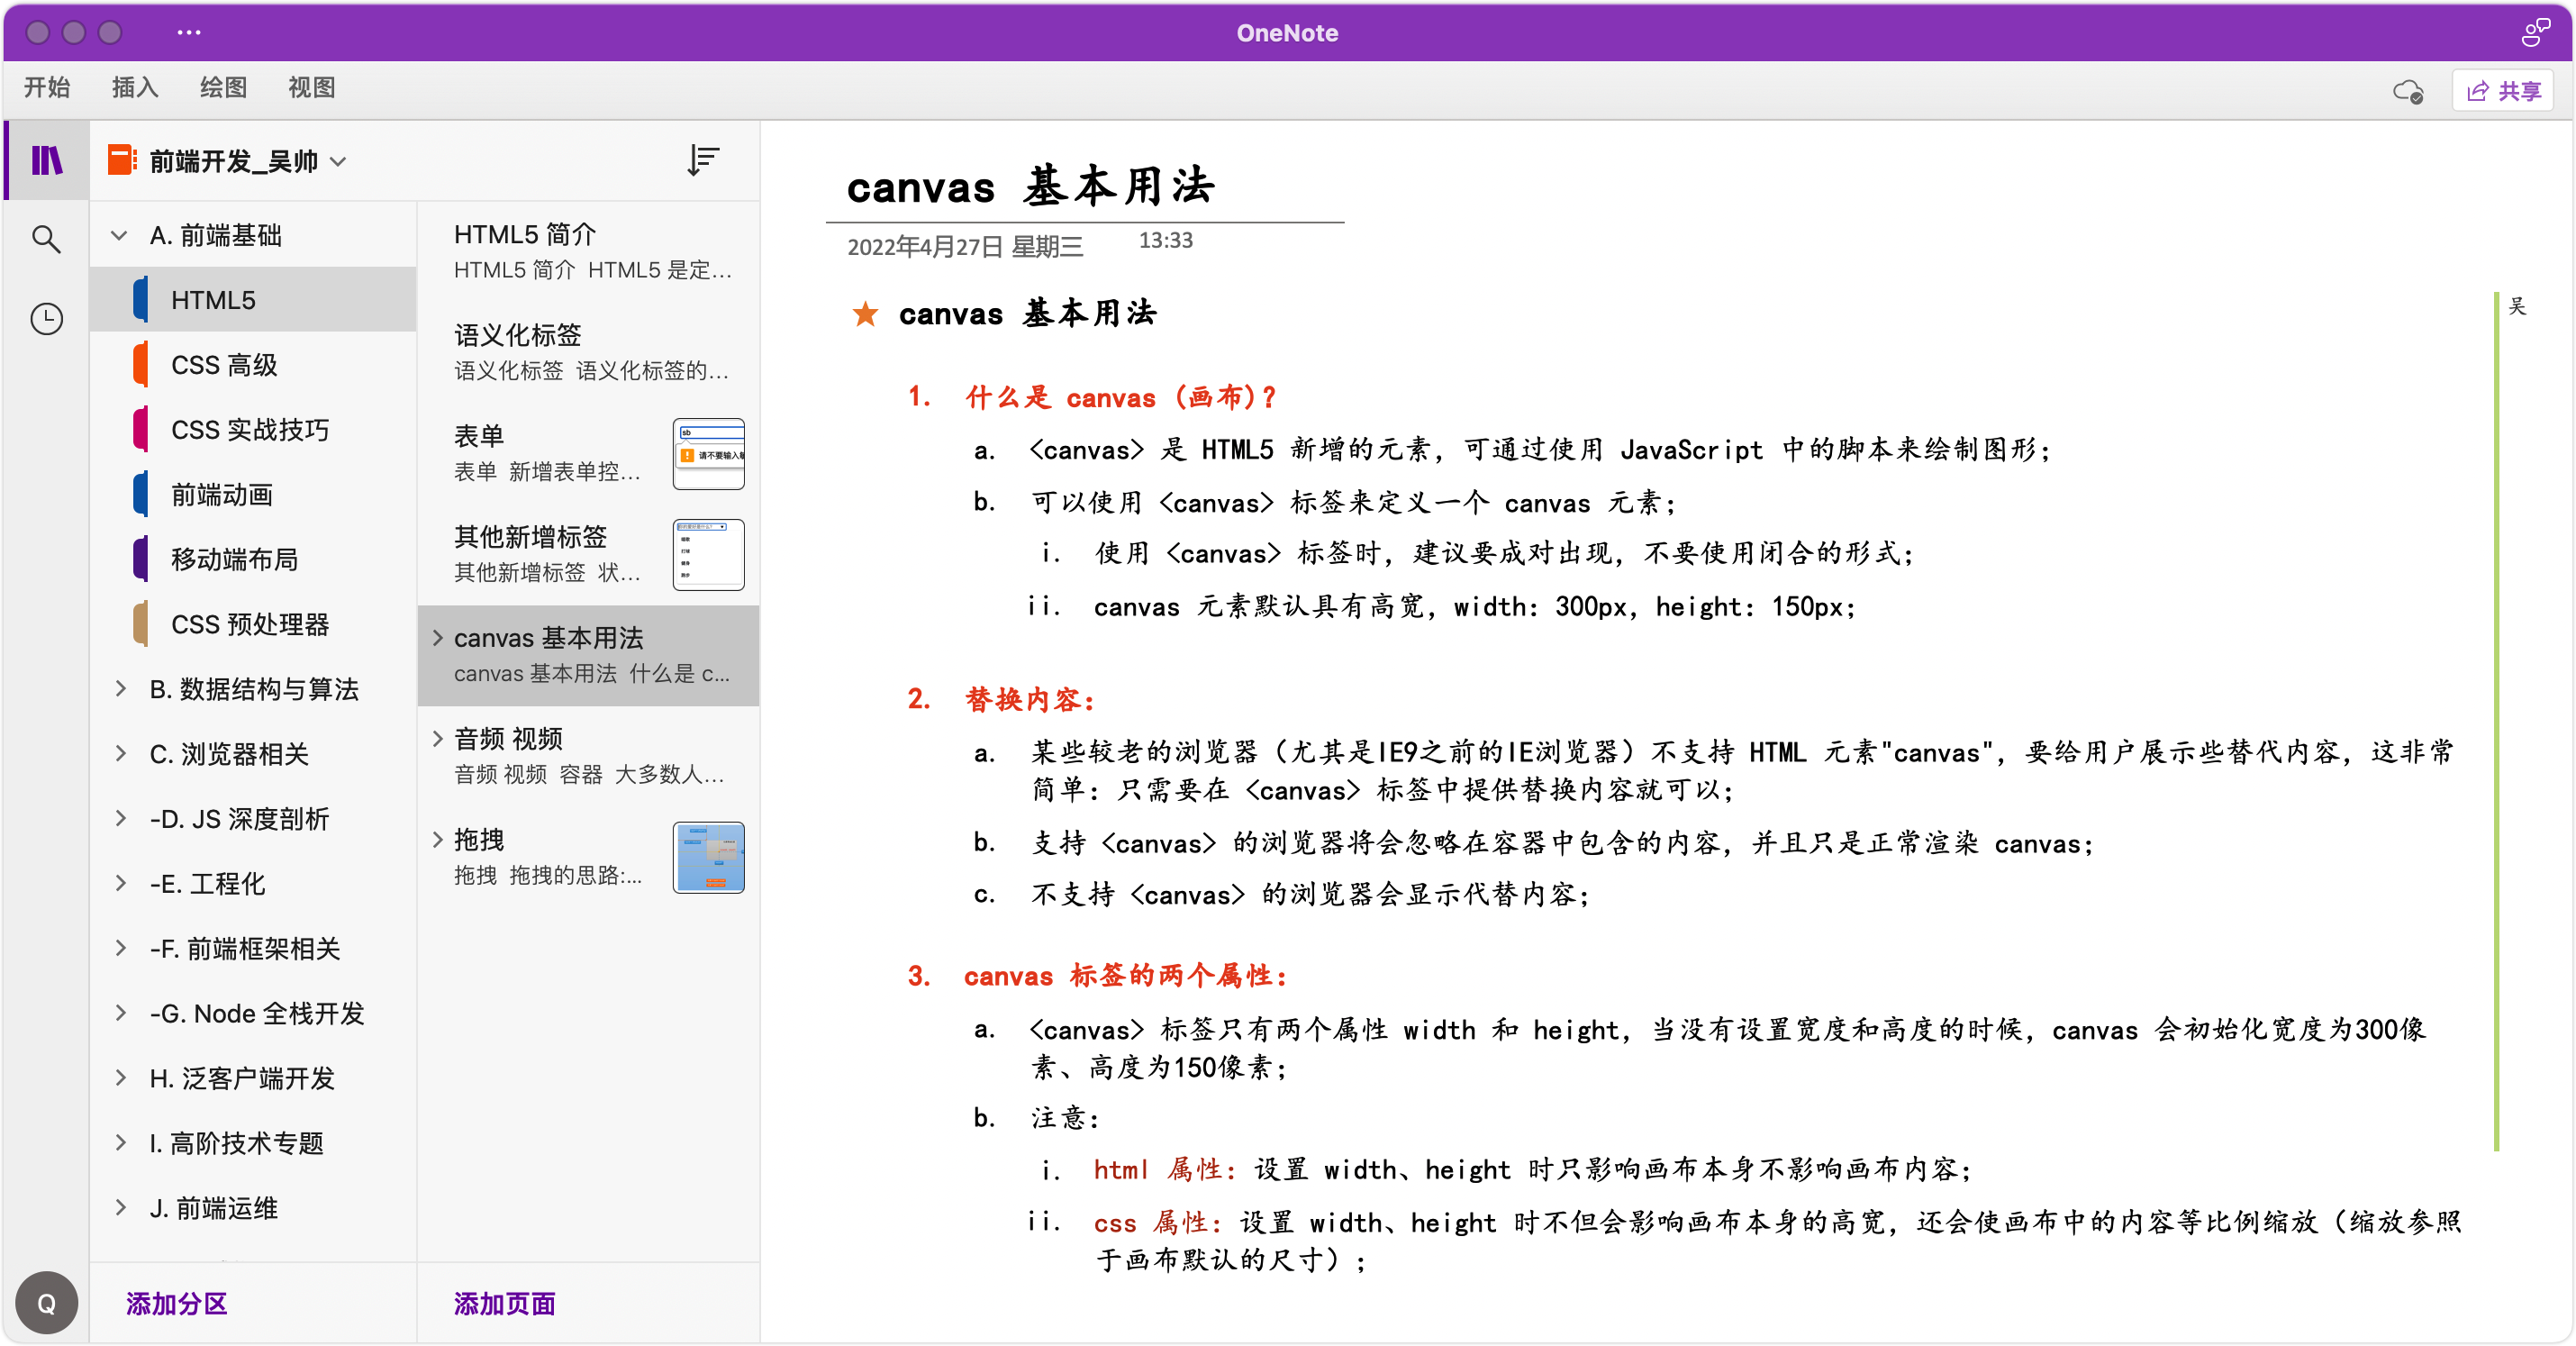 OneNote
开始 插入 绘图 视图
共享
前端开发_吴帅
A. 前端基础
HTML5
CSS 高级
CSS 实战技巧
前端动画
移动端布局
CSS 预处理器
B. 数据结构与算法
C. 浏览器相关
-D. JS 深度剖析
-E. 工程化
-F. 前端框架相关
-G. Node 全栈开发
H. 泛客户端开发
I. 高阶技术专题
J. 前端运维
Q
添加分区
HTML5 简介
HTML5 简介 HTML5 是定...
语义化标签
语义化标签 语义化标签的...
表单
表单 新增表单控...
sb
请不要输入
其他新增标签
其他新增标签 状...
canvas 基本用法
canvas 基本用法 什么是 c...
音频 视频
音频 视频 容器 大多数人...
拖拽
拖拽 拖拽的思路:...
添加页面
canvas 基本用法
2022年4月27日 星期三 13:33
★ canvas 基本用法
吴
1. 什么是 canvas (画布)?
a. <canvas> 是 HTML5 新增的元素，可通过使用 JavaScript 中的脚本来绘制图形；
b. 可以使用 <canvas> 标签来定义一个 canvas 元素；
i. 使用 <canvas> 标签时，建议要成对出现，不要使用闭合的形式；
ii. canvas 元素默认具有高宽，width：300px，height：150px；
2. 替换内容：
a. 某些较老的浏览器（尤其是IE9之前的IE浏览器）不支持 HTML 元素"canvas"，要给用户展示些替代内容，这非常
简单：只需要在 <canvas> 标签中提供替换内容就可以；
b. 支持 <canvas> 的浏览器将会忽略在容器中包含的内容，并且只是正常渲染 canvas；
c. 不支持 <canvas> 的浏览器会显示代替内容；
3. canvas 标签的两个属性：
a. <canvas> 标签只有两个属性 width 和 height，当没有设置宽度和高度的时候，canvas 会初始化宽度为300像
素、高度为150像素；
b. 注意：
i. html 属性：设置 width、height 时只影响画布本身不影响画布内容；
ii. css 属性：设置 width、height 时不但会影响画布本身的高宽，还会使画布中的内容等比例缩放（缩放参照
于画布默认的尺寸）；